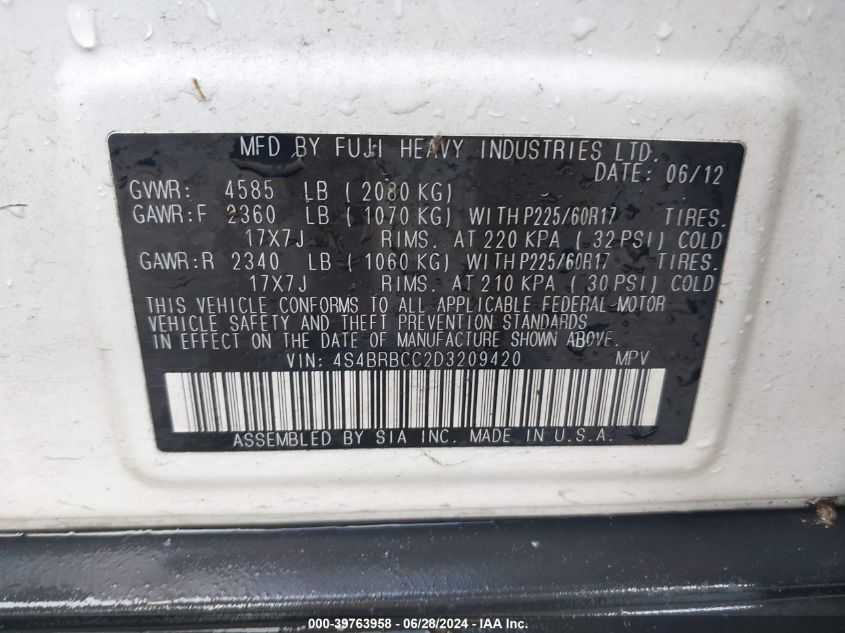 MFD BY FUJI HEAVY INDUSTRIES LTD.
DATE: 06/12
GVWR: 4585 LB (2080 KG)
GAWR:F 2360 LB (1070 KG) WITH P225/60R17 TIRES.
17X7J RIMS. AT 220 KPA (32 PSI) COLD
GAWR:R 2340 LB (1060 KG) WITH P225/60R17 TIRES.
17X7J RIMS. AT 210 KPA (30 PSI) COLD
THIS VEHICLE CONFORMS TO ALL APPLICABLE FEDERAL MOTOR
VEHICLE SAFETY AND THEFT PREVENTION STANDARDS
IN EFFECT ON THE DATE OF MANUFACTURE SHOWN ABOVE.
VIN: 4S4BRBCC2D3209420 MPV
ASSEMBLED BY SIA INC. MADE IN U.S.A.
000-39763958 - 06/28/2024 - IAA Inc.